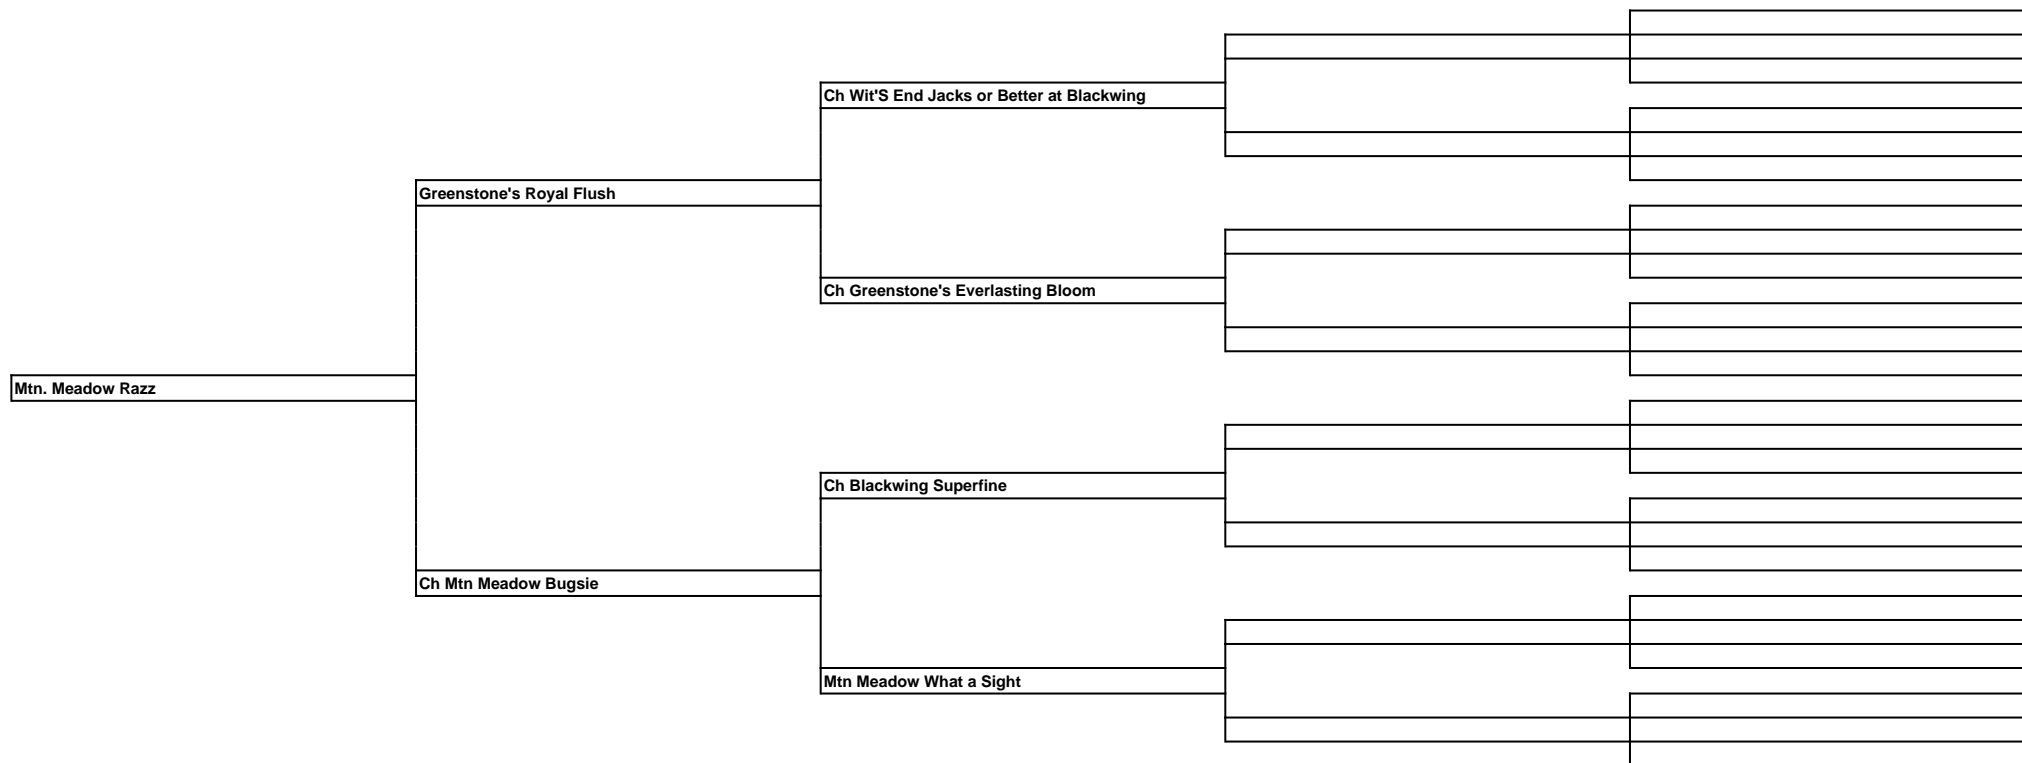 Ch Wit'S End Jacks or Better at Blackwing
Greenstone's Royal Flush
Ch Greenstone's Everlasting Bloom
Mtn. Meadow Razz
Ch Blackwing Superfine
Ch Mtn Meadow Bugsie
Mtn Meadow What a Sight